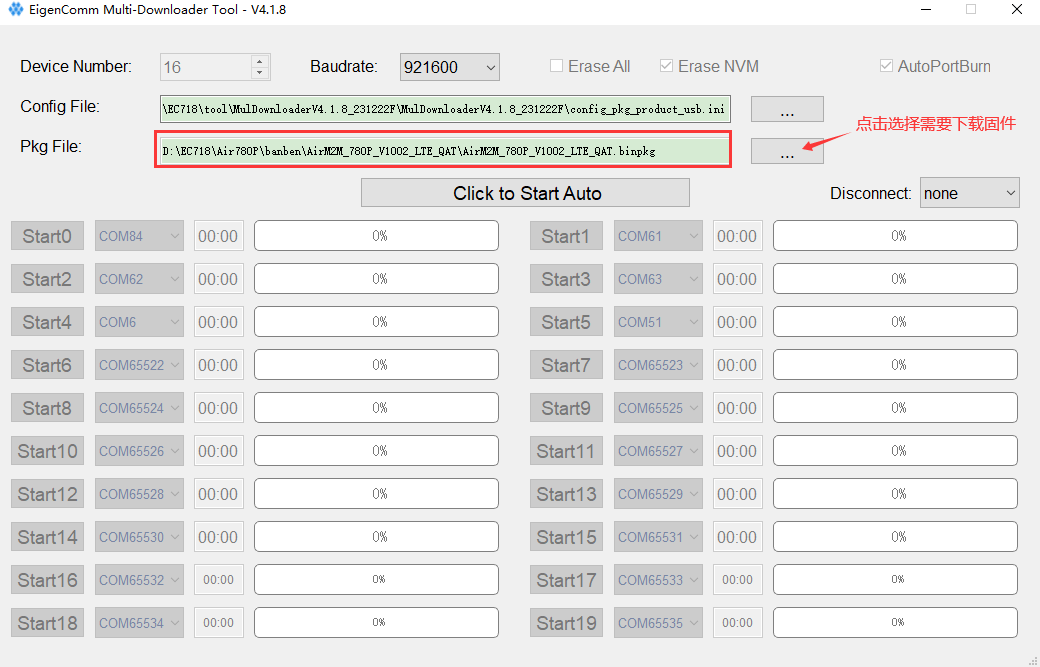 EigenComm Multi-Downloader Tool - V4.1.8
Device Number: 16 Baudrate: 921600 Erase All Erase NVM AutoPortBurn
Config File: \EC718\tool\MulDownloaderV4.1.8_231222F\MulDownloaderV4.1.8_231222F\config_pkg_product_usb.ini ...
点击选择需要下载固件
Pkg File: D:\EC718\Air780P\banben\AirM2M_780P_V1002_LTE_QAT\AirM2M_780P_V1002_LTE_QAT.binpkg ...
Click to Start Auto Disconnect: none
Start0 COM84 00:00 0% Start1 COM61 00:00 0%
Start2 COM62 00:00 0% Start3 COM63 00:00 0%
Start4 COM6 00:00 0% Start5 COM51 00:00 0%
Start6 COM65522 00:00 0% Start7 COM65523 00:00 0%
Start8 COM65524 00:00 0% Start9 COM65525 00:00 0%
Start10 COM65526 00:00 0% Start11 COM65527 00:00 0%
Start12 COM65528 00:00 0% Start13 COM65529 00:00 0%
Start14 COM65530 00:00 0% Start15 COM65531 00:00 0%
Start16 COM65532 00:00 0% Start17 COM65533 00:00 0%
Start18 COM65534 00:00 0% Start19 COM65535 00:00 0%